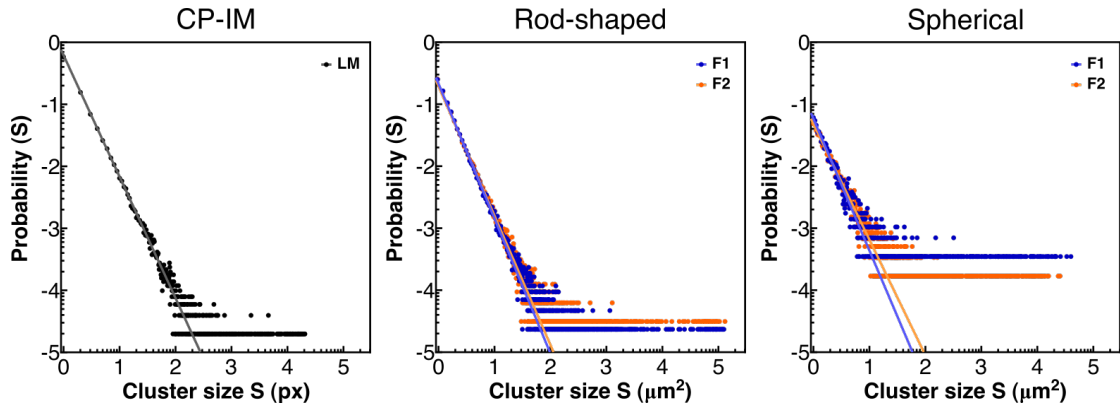 CP-IM
Rod-shaped
Spherical
0
-1
-2
-3
-4
-5
Probability (S)
LM
0 1 2 3 4 5
Cluster size S (px)
0
-1
-2
-3
-4
-5
Probability (S)
F1
F2
0 1 2 3 4 5
Cluster size S (μm²)
0
-1
-2
-3
-4
-5
Probability (S)
F1
F2
0 1 2 3 4 5
Cluster size S (μm²)